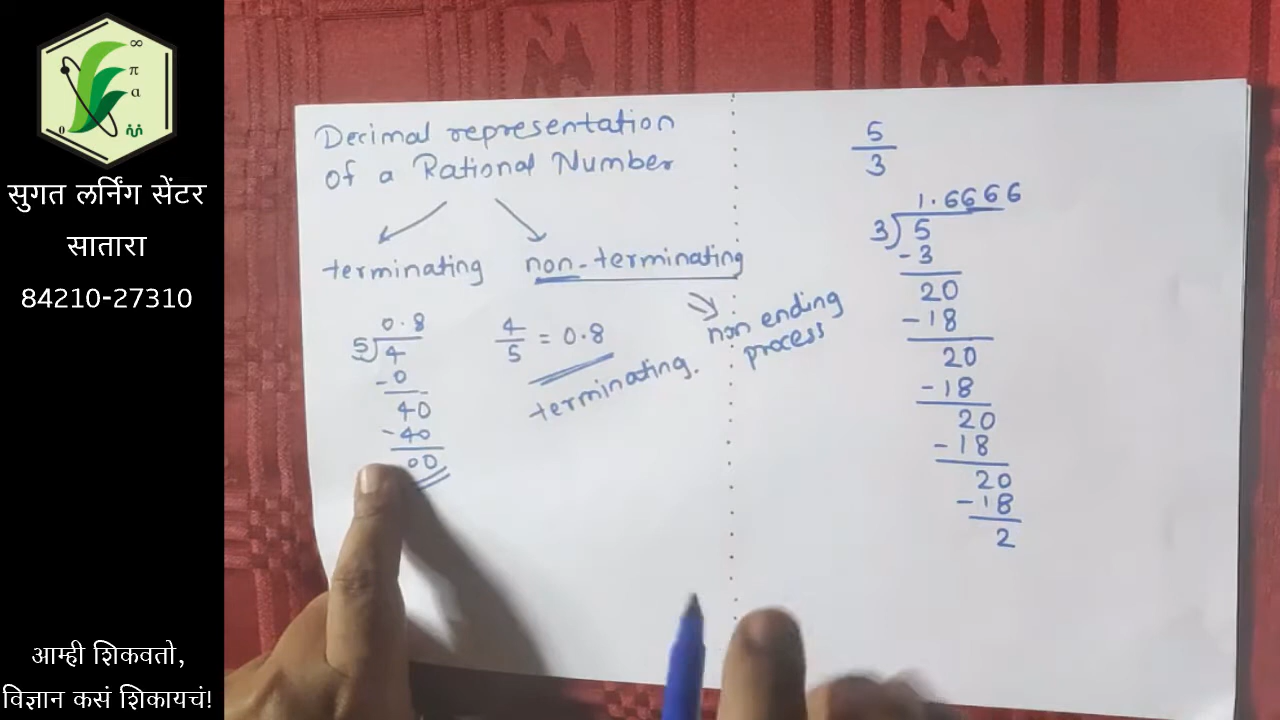 ∞
π
α
0
सुगत लर्निंग सेंटर
सातारा
84210-27310
आम्ही शिकवतो,
विज्ञान कसं शिकायचं!
Decimal representation
of a Rational Number
terminating non-terminating
non ending
process
0.8
5)4
-0
40
-40
00
4/5 = 0.8
terminating.
5/3
1.6666
3)5
-3
20
-18
20
-18
20
-18
20
-18
2